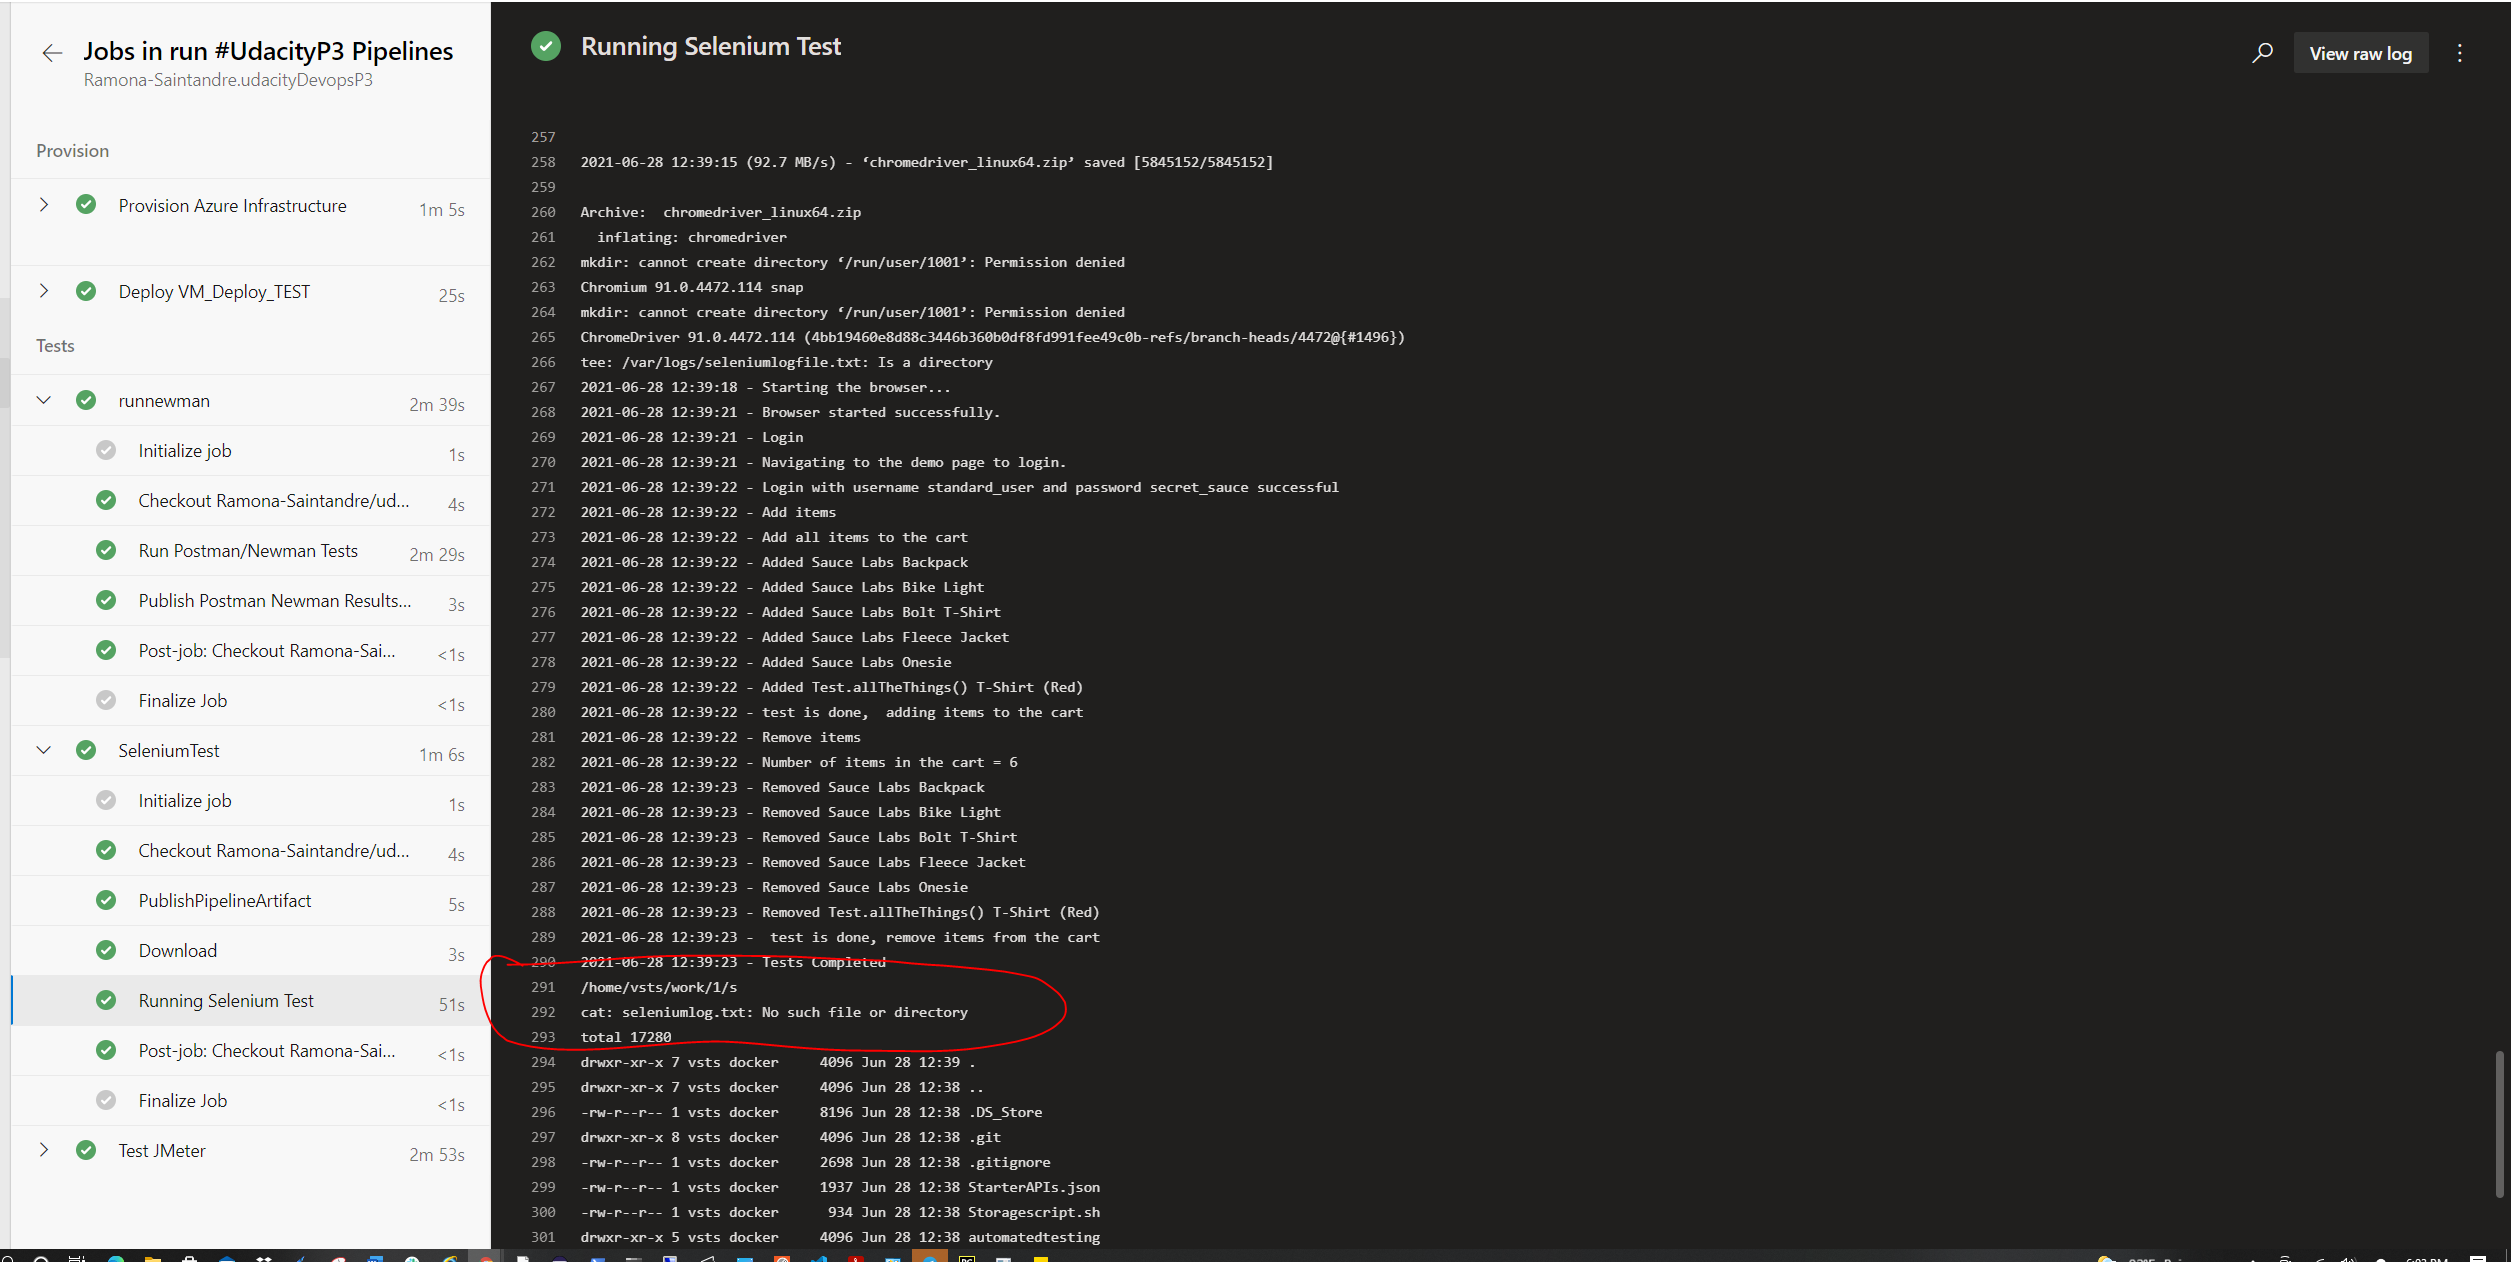 Jobs in run #UdacityP3 Pipelines
Ramona-Saintandre.udacityDevopsP3
Provision
Provision Azure Infrastructure 1m 5s
Deploy VM_Deploy_TEST 25s
Tests
runnewman 2m 39s
Initialize job 1s
Checkout Ramona-Saintandre/ud... 4s
Run Postman/Newman Tests 2m 29s
Publish Postman Newman Results... 3s
Post-job: Checkout Ramona-Sai... <1s
Finalize Job <1s
SeleniumTest 1m 6s
Initialize job 1s
Checkout Ramona-Saintandre/ud... 4s
PublishPipelineArtifact 5s
Download 3s
Running Selenium Test 51s
Post-job: Checkout Ramona-Sai... <1s
Finalize Job <1s
Test JMeter 2m 53s
Running Selenium Test
View raw log
257
258 2021-06-28 12:39:15 (92.7 MB/s) - ‘chromedriver_linux64.zip’ saved [5845152/5845152]
259
260 Archive:  chromedriver_linux64.zip
261   inflating: chromedriver
262 mkdir: cannot create directory ‘/run/user/1001’: Permission denied
263 Chromium 91.0.4472.114 snap
264 mkdir: cannot create directory ‘/run/user/1001’: Permission denied
265 ChromeDriver 91.0.4472.114 (4bb19460e8d88c3446b360b0df8fd991fee49c0b-refs/branch-heads/4472@{#1496})
266 tee: /var/logs/seleniumlogfile.txt: Is a directory
267 2021-06-28 12:39:18 - Starting the browser...
268 2021-06-28 12:39:21 - Browser started successfully.
269 2021-06-28 12:39:21 - Login
270 2021-06-28 12:39:21 - Navigating to the demo page to login.
271 2021-06-28 12:39:22 - Login with username standard_user and password secret_sauce successful
272 2021-06-28 12:39:22 - Add items
273 2021-06-28 12:39:22 - Add all items to the cart
274 2021-06-28 12:39:22 - Added Sauce Labs Backpack
275 2021-06-28 12:39:22 - Added Sauce Labs Bike Light
276 2021-06-28 12:39:22 - Added Sauce Labs Bolt T-Shirt
277 2021-06-28 12:39:22 - Added Sauce Labs Fleece Jacket
278 2021-06-28 12:39:22 - Added Sauce Labs Onesie
279 2021-06-28 12:39:22 - Added Test.allTheThings() T-Shirt (Red)
280 2021-06-28 12:39:22 - test is done,  adding items to the cart
281 2021-06-28 12:39:22 - Remove items
282 2021-06-28 12:39:22 - Number of items in the cart = 6
283 2021-06-28 12:39:23 - Removed Sauce Labs Backpack
284 2021-06-28 12:39:23 - Removed Sauce Labs Bike Light
285 2021-06-28 12:39:23 - Removed Sauce Labs Bolt T-Shirt
286 2021-06-28 12:39:23 - Removed Sauce Labs Fleece Jacket
287 2021-06-28 12:39:23 - Removed Sauce Labs Onesie
288 2021-06-28 12:39:23 - Removed Test.allTheThings() T-Shirt (Red)
289 2021-06-28 12:39:23 -  test is done, remove items from the cart
290 2021-06-28 12:39:23 - Tests Completed
291 /home/vsts/work/1/s
292 cat: seleniumlog.txt: No such file or directory
293 total 17280
294 drwxr-xr-x 7 vsts docker     4096 Jun 28 12:39 .
295 drwxr-xr-x 7 vsts docker     4096 Jun 28 12:38 ..
296 -rw-r--r-- 1 vsts docker     8196 Jun 28 12:38 .DS_Store
297 drwxr-xr-x 8 vsts docker     4096 Jun 28 12:38 .git
298 -rw-r--r-- 1 vsts docker     2698 Jun 28 12:38 .gitignore
299 -rw-r--r-- 1 vsts docker     1937 Jun 28 12:38 StarterAPIs.json
300 -rw-r--r-- 1 vsts docker      934 Jun 28 12:38 Storagescript.sh
301 drwxr-xr-x 5 vsts docker     4096 Jun 28 12:38 automatedtesting